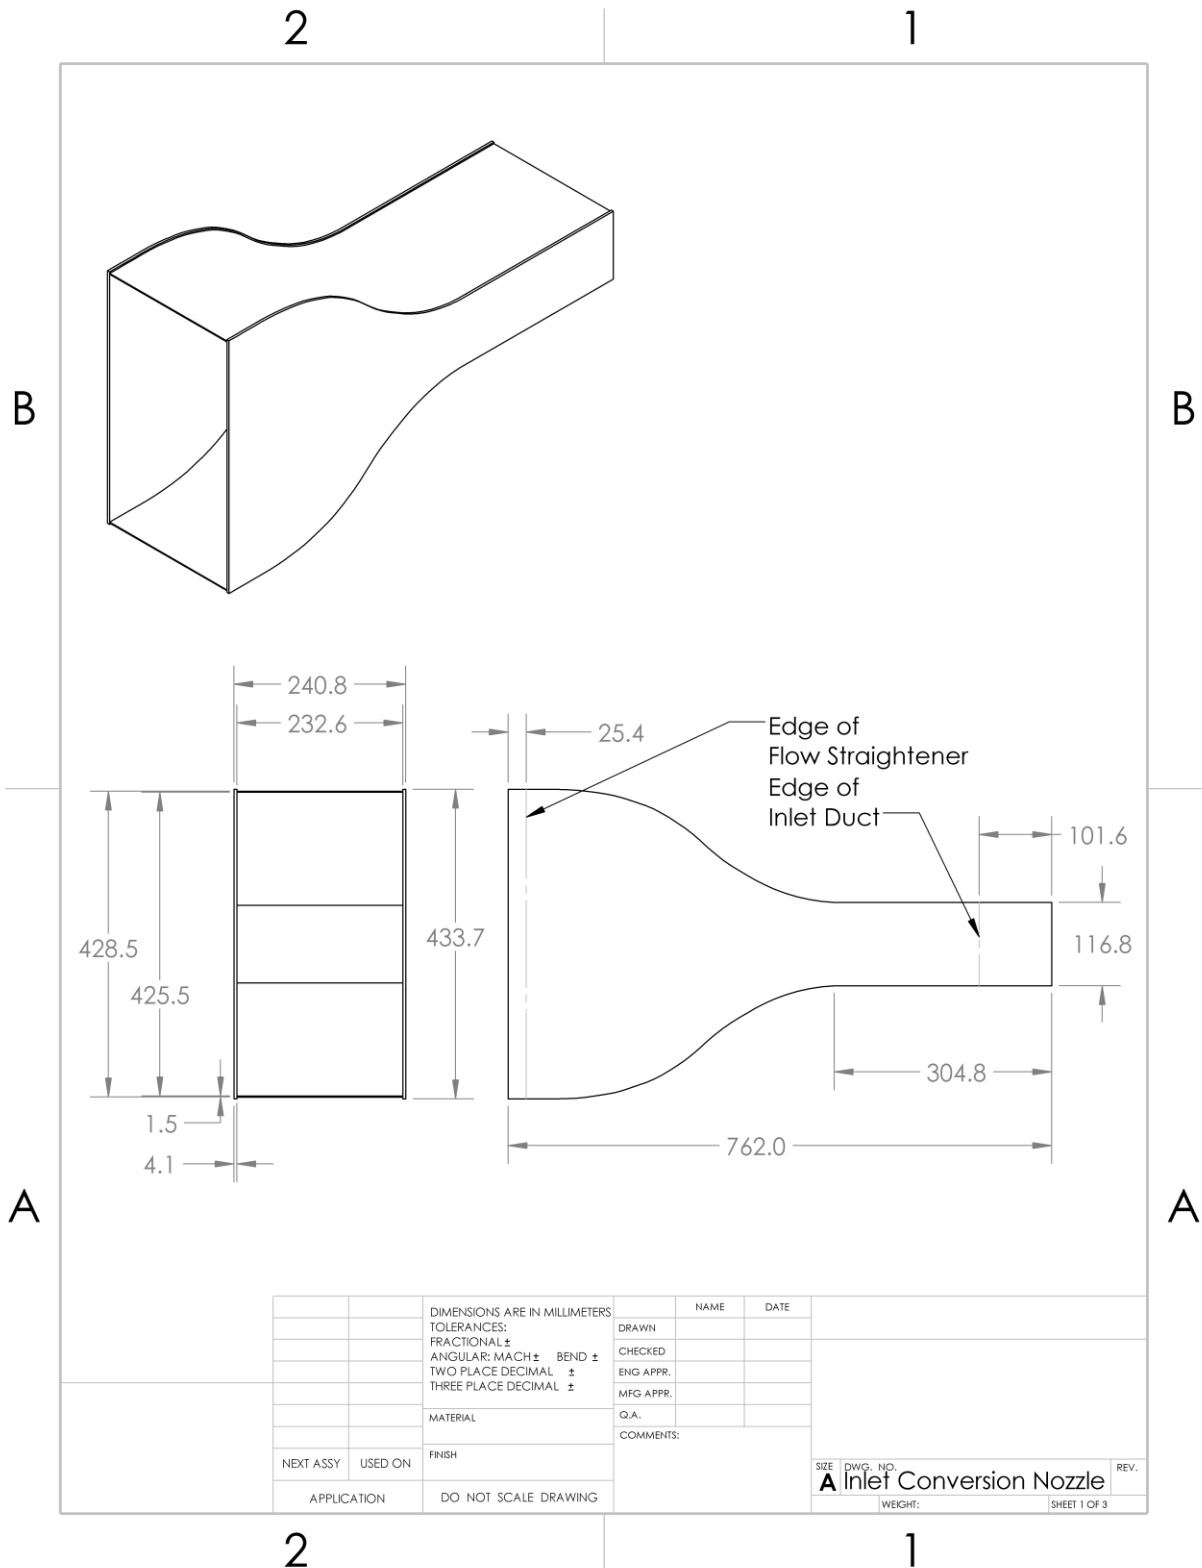 2
1
B
B
240.8
232.6
25.4
Edge of
Flow Straightener
Edge of
Inlet Duct
101.6
428.5
425.5
433.7
116.8
304.8
1.5
762.0
4.1
A
A
DIMENSIONS ARE IN MILLIMETERS
TOLERANCES:
FRACTIONAL ±
ANGULAR: MACH ± BEND ±
TWO PLACE DECIMAL ±
THREE PLACE DECIMAL ±
MATERIAL
FINISH
NEXT ASSY USED ON
APPLICATION
DO NOT SCALE DRAWING
NAME DATE
DRAWN
CHECKED
ENG APPR.
MFG APPR.
Q.A.
COMMENTS:
SIZE DWG. NO. REV.
A Inlet Conversion Nozzle
WEIGHT: SHEET 1 OF 3
2
1